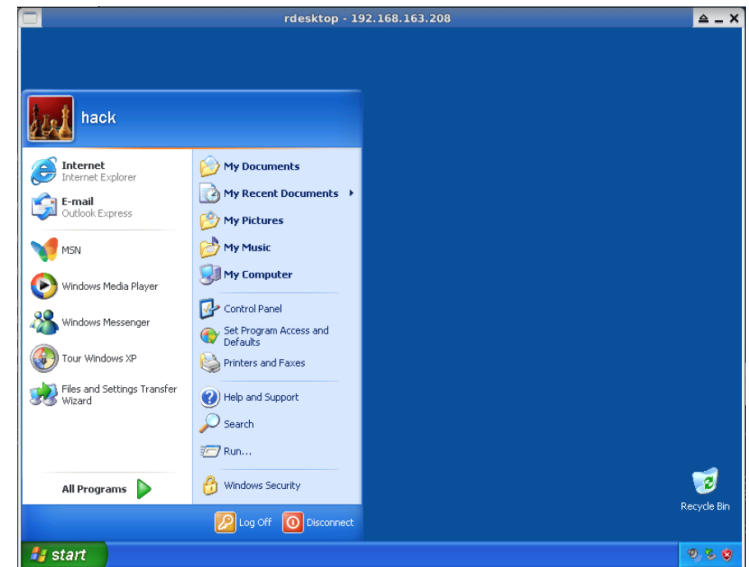 rdesktop - 192.168.163.208
hack
Internet
Internet Explorer
E-mail
Outlook Express
MSN
Windows Media Player
Windows Messenger
Tour Windows XP
Files and Settings Transfer
Wizard
All Programs
My Documents
My Recent Documents
My Pictures
My Music
My Computer
Control Panel
Set Program Access and
Defaults
Printers and Faxes
Help and Support
Search
Run...
Windows Security
Log Off
Disconnect
Recycle Bin
start